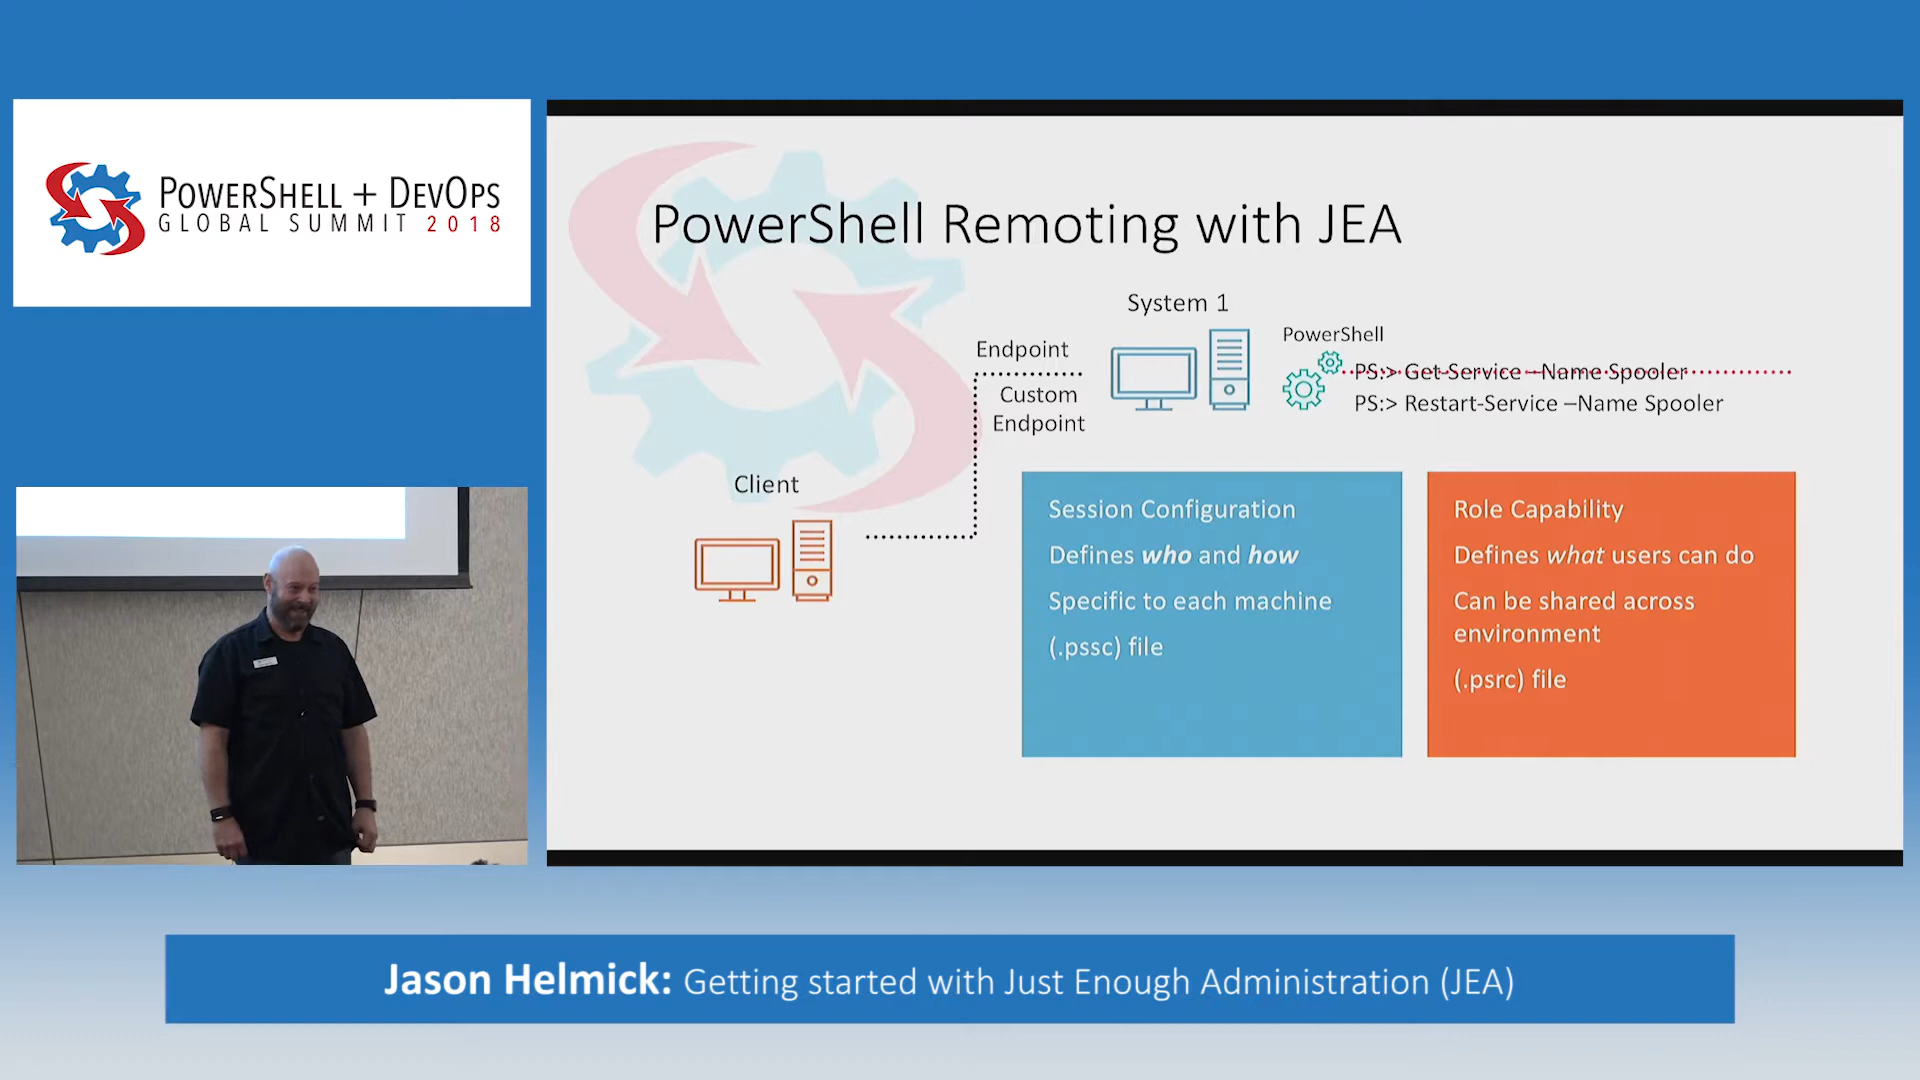 POWERSHELL + DEVOPS
GLOBAL SUMMIT 2018
PowerShell Remoting with JEA
System 1
PowerShell
Endpoint
PS:> Get-Service –Name Spooler
Custom
Endpoint
PS:> Restart-Service –Name Spooler
Client
Session Configuration
Defines who and how
Specific to each machine
(.pssc) file
Role Capability
Defines what users can do
Can be shared across
environment
(.psrc) file
Jason Helmick: Getting started with Just Enough Administration (JEA)